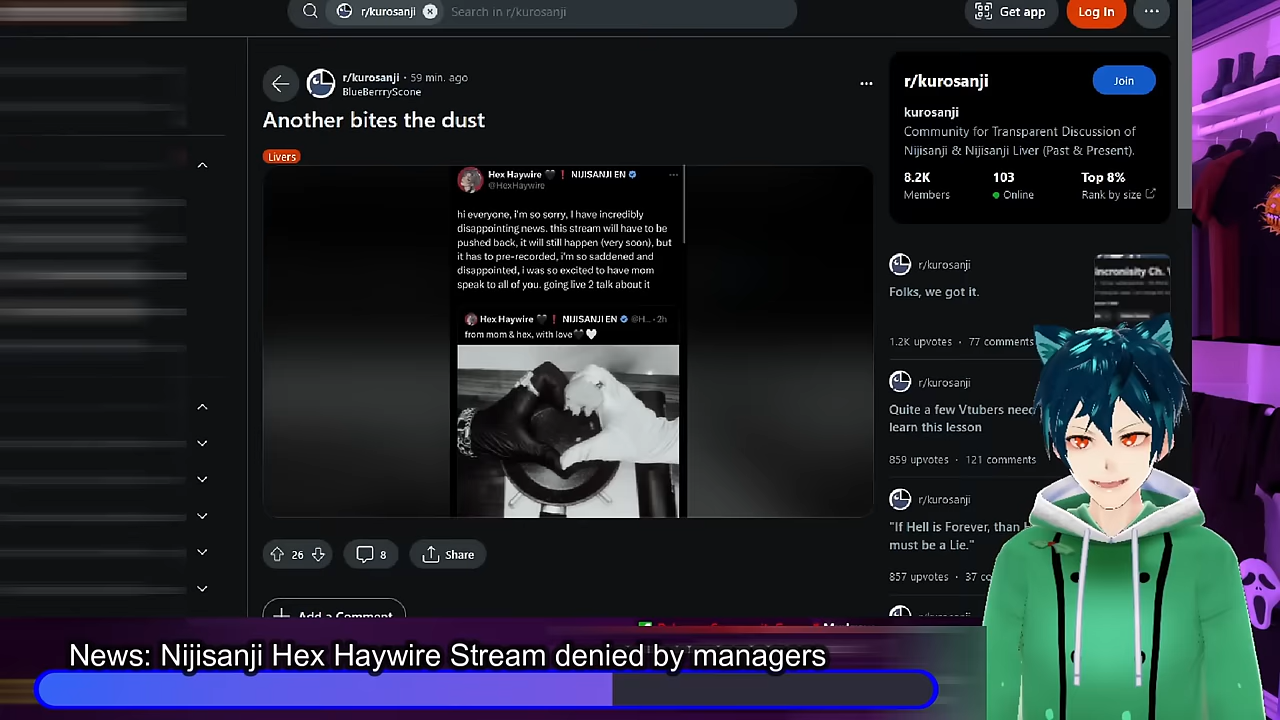 r/kurosanji
Search in r/kurosanji
Get app
Log In
r/kurosanji · 59 min. ago
BlueBerrryScone
Another bites the dust
Livers
Hex Haywire 🖤❗ NIJISANJI EN
@HexHaywire
hi everyone, i'm so sorry, I have incredibly
disappointing news. this stream will have to be
pushed back, it will still happen (very soon), but
it has to pre-recorded, i'm so saddened and
disappointed, i was so excited to have mom
speak to all of you. going live 2 talk about it
Hex Haywire 🖤❗ NIJISANJI EN @H... · 2h
from mom & hex, with love🖤🤍
26
8
Share
Add a Comment
r/kurosanji
Join
kurosanji
Community for Transparent Discussion of
Nijisanji & Nijisanji Liver (Past & Present).
8.2K 103 Top 8%
Members Online Rank by size
r/kurosanji
Folks, we got it.
1.2K upvotes · 77 comments
r/kurosanji
Quite a few Vtubers need
learn this lesson
859 upvotes · 121 comments
r/kurosanji
"If Hell is Forever, than
must be a Lie."
857 upvotes · 37
News: Nijisanji Hex Haywire Stream denied by managers